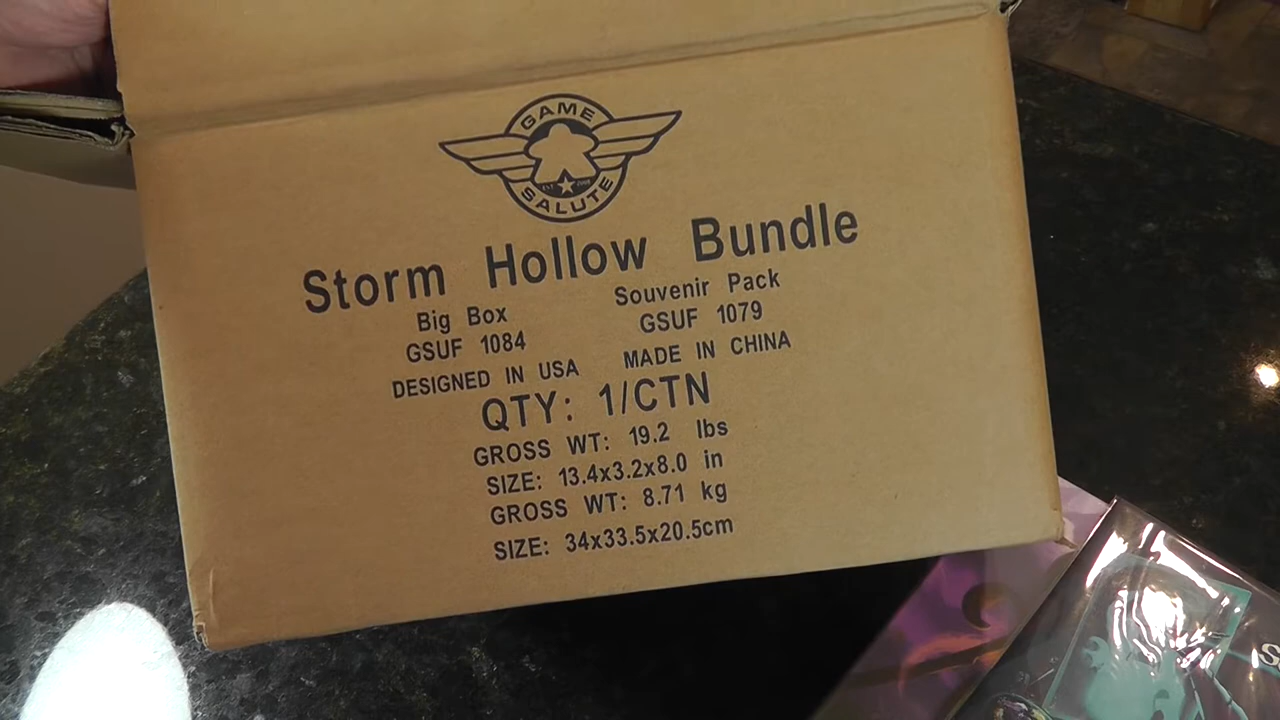 GAME
EST 2008
SALUTE
Storm Hollow Bundle
Big Box Souvenir Pack
GSUF 1084 GSUF 1079
DESIGNED IN USA MADE IN CHINA
QTY: 1/CTN
GROSS WT: 19.2 lbs
SIZE: 13.4x3.2x8.0 in
GROSS WT: 8.71 kg
SIZE: 34x33.5x20.5cm